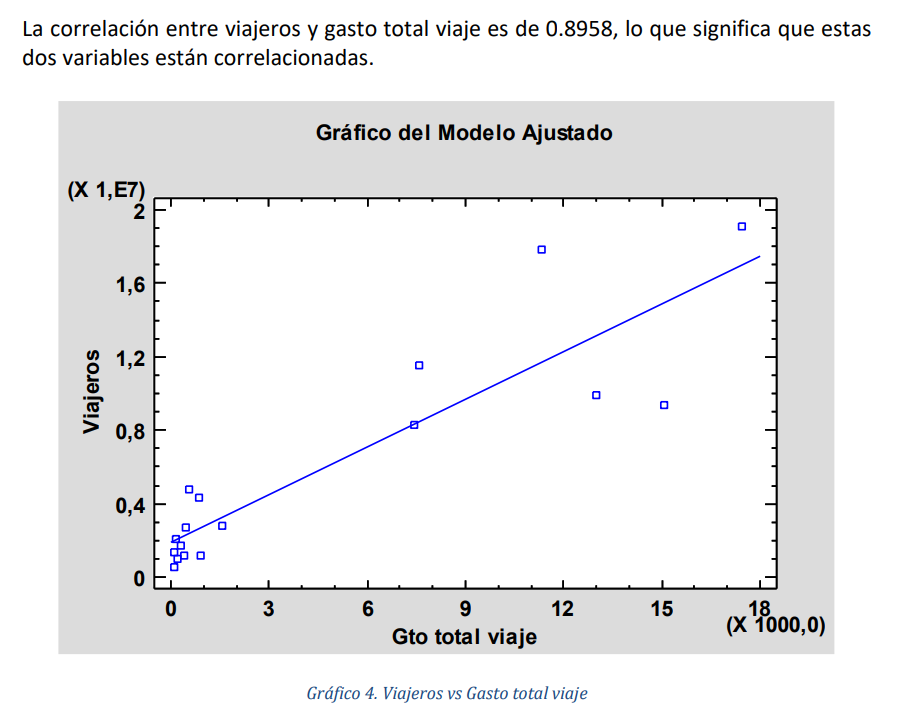 La correlación entre viajeros y gasto total viaje es de 0.8958, lo que significa que estas
dos variables están correlacionadas.
Gráfico del Modelo Ajustado
(X 1,E7)
2
1,6
1,2
0,8
0,4
0
Viajeros
0 3 6 9 12 15 18
(X 1000,0)
Gto total viaje
Gráfico 4. Viajeros vs Gasto total viaje